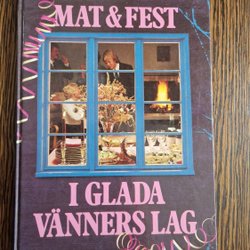 MAT & FEST
I GLADA
VÄNNERS LAG